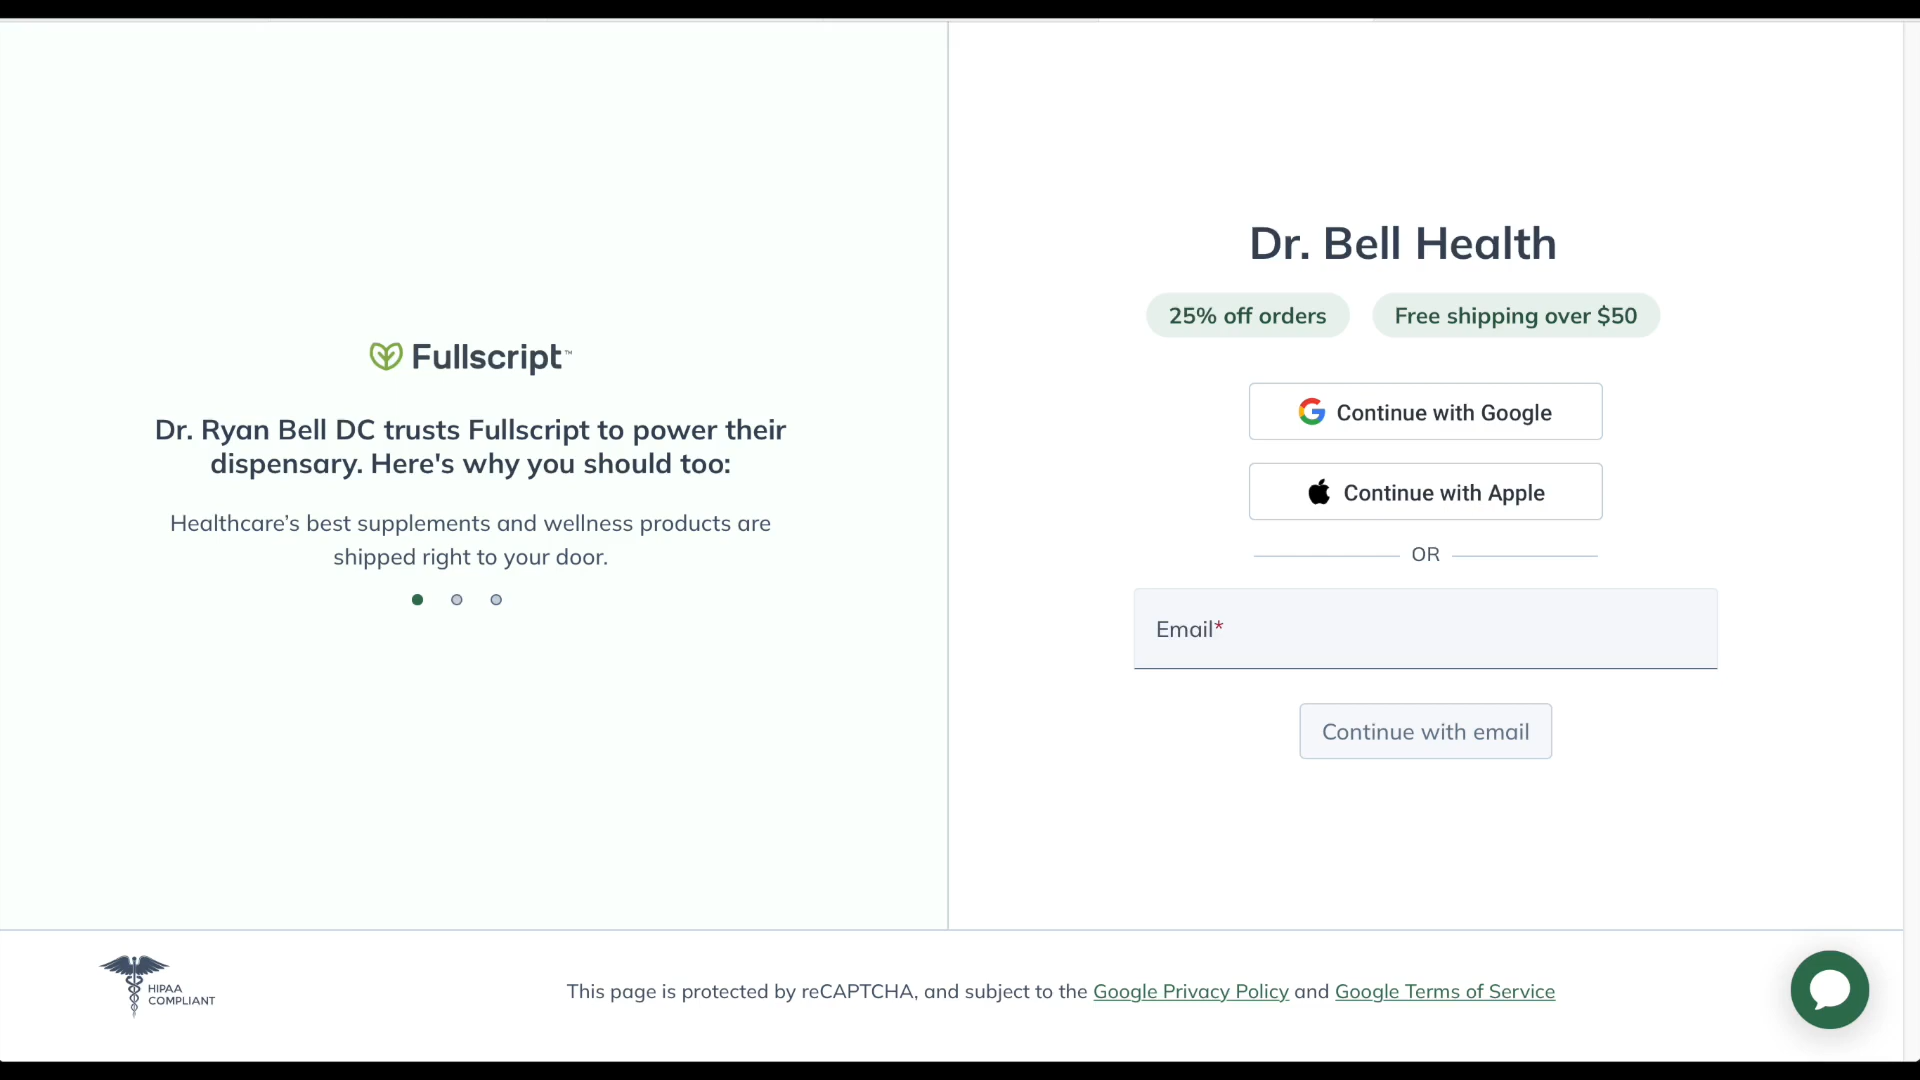 Fullscript™
Dr. Ryan Bell DC trusts Fullscript to power their
dispensary. Here's why you should too:
Healthcare’s best supplements and wellness products are
shipped right to your door.
Dr. Bell Health
25% off orders
Free shipping over $50
Continue with Google
Continue with Apple
OR
Email*
Continue with email
HIPAA
COMPLIANT
This page is protected by reCAPTCHA, and subject to the Google Privacy Policy and Google Terms of Service